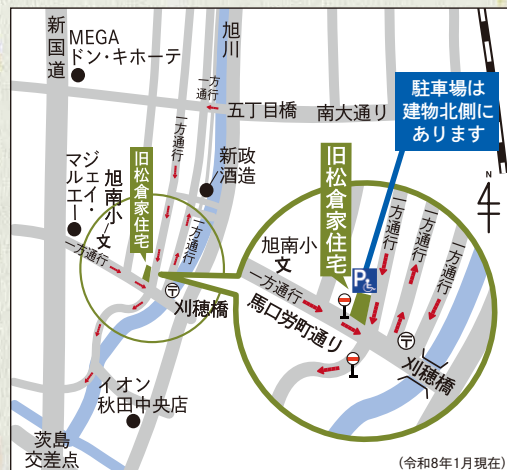 新国道
MEGA
ドン・キホーテ
旭川
一方
通行
五丁目橋
南大通り
駐車場は
建物北側に
あります
一方通行
新政
酒造
ジェイ・
マルエー
旭南小
文
旧松倉家住宅
一方通行
一方通行
〒
刈穂橋
イオン
秋田中央店
茨島
交差点
N
旭南小
文
旧松倉家住宅
P
一方通行
一方通行
一方通行
一方通行
馬口労町通り
〒
刈穂橋
(令和8年1月現在)